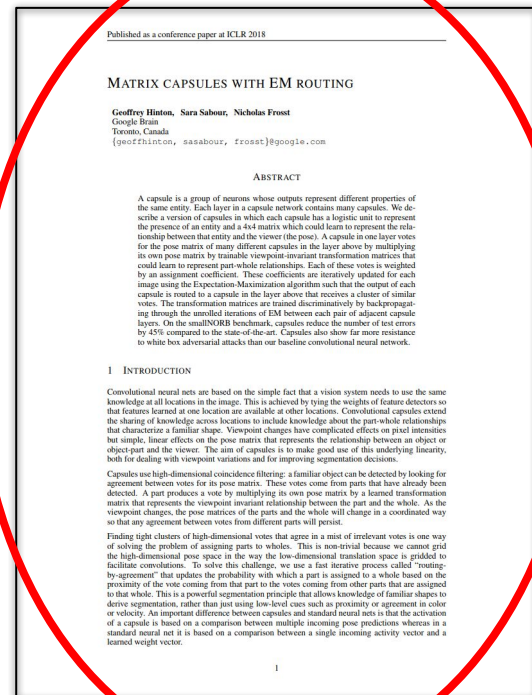 Published as a conference paper at ICLR 2018
MATRIX CAPSULES WITH EM ROUTING
Geoffrey Hinton, Sara Sabour, Nicholas Frosst
Google Brain
Toronto, Canada
{geoffhinton, sasabour, frosst}@google.com
ABSTRACT
A capsule is a group of neurons whose outputs represent different properties of
the same entity. Each layer in a capsule network contains many capsules. We de-
scribe a version of capsules in which each capsule has a logistic unit to represent
the presence of an entity and a 4x4 matrix which could learn to represent the rela-
tionship between that entity and the viewer (the pose). A capsule in one layer votes
for the pose matrix of many different capsules in the layer above by multiplying
its own pose matrix by trainable viewpoint-invariant transformation matrices that
could learn to represent part-whole relationships. Each of these votes is weighted
by an assignment coefficient. These coefficients are iteratively updated for each
image using the Expectation-Maximization algorithm such that the output of each
capsule is routed to a capsule in the layer above that receives a cluster of similar
votes. The transformation matrices are trained discriminatively by backpropagat-
ing through the unrolled iterations of EM between each pair of adjacent capsule
layers. On the smallNORB benchmark, capsules reduce the number of test errors
by 45% compared to the state-of-the-art. Capsules also show far more resistance
to white box adversarial attacks than our baseline convolutional neural network.
1 INTRODUCTION
Convolutional neural nets are based on the simple fact that a vision system needs to use the same
knowledge at all locations in the image. This is achieved by tying the weights of feature detectors so
that features learned at one location are available at other locations. Convolutional capsules extend
the sharing of knowledge across locations to include knowledge about the part-whole relationships
that characterize a familiar shape. Viewpoint changes have complicated effects on pixel intensities
but simple, linear effects on the pose matrix that represents the relationship between an object or
object-part and the viewer. The aim of capsules is to make good use of this underlying linearity,
both for dealing with viewpoint variations and for improving segmentation decisions.
Capsules use high-dimensional coincidence filtering: a familiar object can be detected by looking for
agreement between votes for its pose matrix. These votes come from parts that have already been
detected. A part produces a vote by multiplying its own pose matrix by a learned transformation
matrix that represents the viewpoint invariant relationship between the part and the whole. As the
viewpoint changes, the pose matrices of the parts and the whole will change in a coordinated way
so that any agreement between votes from different parts will persist.
Finding tight clusters of high-dimensional votes that agree in a mist of irrelevant votes is one way
of solving the problem of assigning parts to wholes. This is non-trivial because we cannot grid
the high-dimensional pose space in the way the low-dimensional translation space is gridded to
facilitate convolutions. To solve this challenge, we use a fast iterative process called "routing-
by-agreement" that updates the probability with which a part is assigned to a whole based on the
proximity of the vote coming from that part to the votes coming from other parts that are assigned
to that whole. This is a powerful segmentation principle that allows knowledge of familiar shapes to
derive segmentation, rather than just using low-level cues such as proximity or agreement in color
or velocity. An important difference between capsules and standard neural nets is that the activation
of a capsule is based on a comparison between multiple incoming pose predictions whereas in a
standard neural net it is based on a comparison between a single incoming activity vector and a
learned weight vector.
1